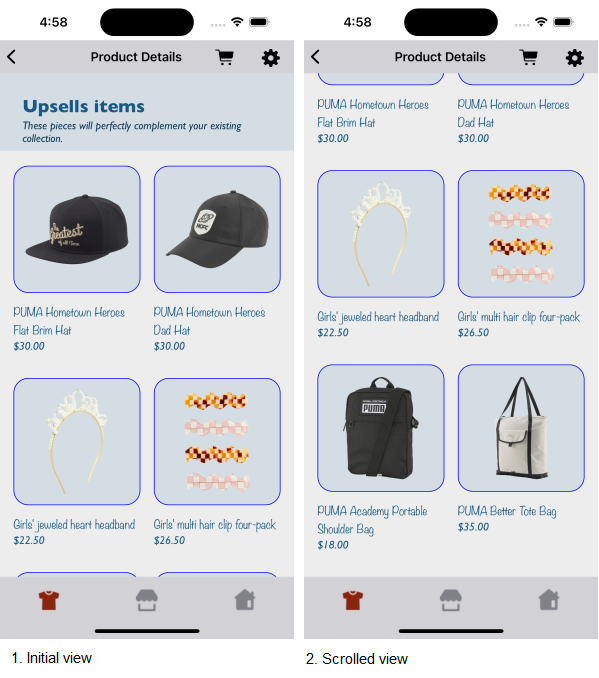 4:58
Product Details
Upsells items
These pieces will perfectly complement your existing
collection.
Greatest
of all Time
HCFC
PUMA Hometown Heroes
Flat Brim Hat
$30.00
PUMA Hometown Heroes
Dad Hat
$30.00
Girls' jeweled heart headband
$22.50
Girls' multi hair clip four-pack
$26.50
1. Initial view
4:58
Product Details
PUMA Hometown Heroes
Flat Brim Hat
$30.00
PUMA Hometown Heroes
Dad Hat
$30.00
Girls' jeweled heart headband
$22.50
Girls' multi hair clip four-pack
$26.50
PUMA
PUMA Academy Portable
Shoulder Bag
$18.00
PUMA Better Tote Bag
$35.00
2. Scrolled view